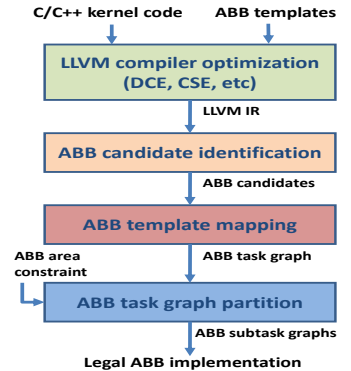 C/C++ kernel code
ABB templates
LLVM compiler optimization
(DCE, CSE, etc)
LLVM IR
ABB candidate identification
ABB candidates
ABB template mapping
ABB area
constraint
ABB task graph
ABB task graph partition
ABB subtask graphs
Legal ABB implementation